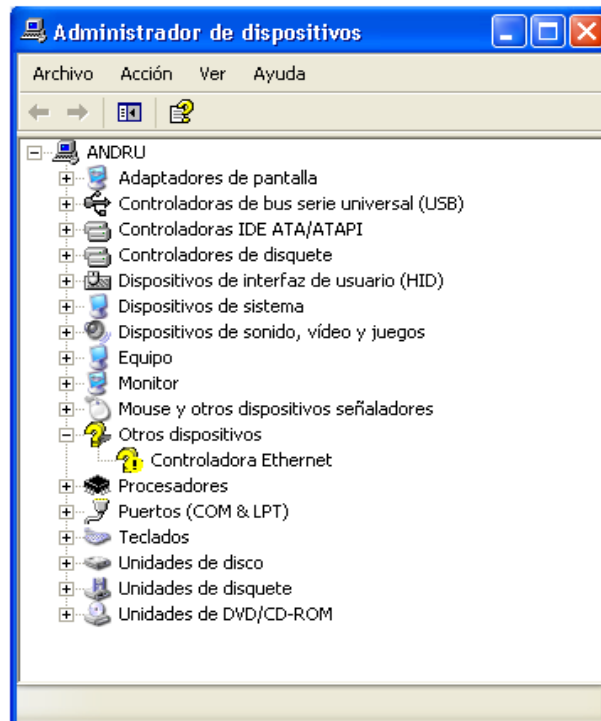 Administrador de dispositivos
Archivo Acción Ver Ayuda
ANDRU
Adaptadores de pantalla
Controladoras de bus serie universal (USB)
Controladoras IDE ATA/ATAPI
Controladores de disquete
Dispositivos de interfaz de usuario (HID)
Dispositivos de sistema
Dispositivos de sonido, vídeo y juegos
Equipo
Monitor
Mouse y otros dispositivos señaladores
Otros dispositivos
Controladora Ethernet
Procesadores
Puertos (COM & LPT)
Teclados
Unidades de disco
Unidades de disquete
Unidades de DVD/CD-ROM